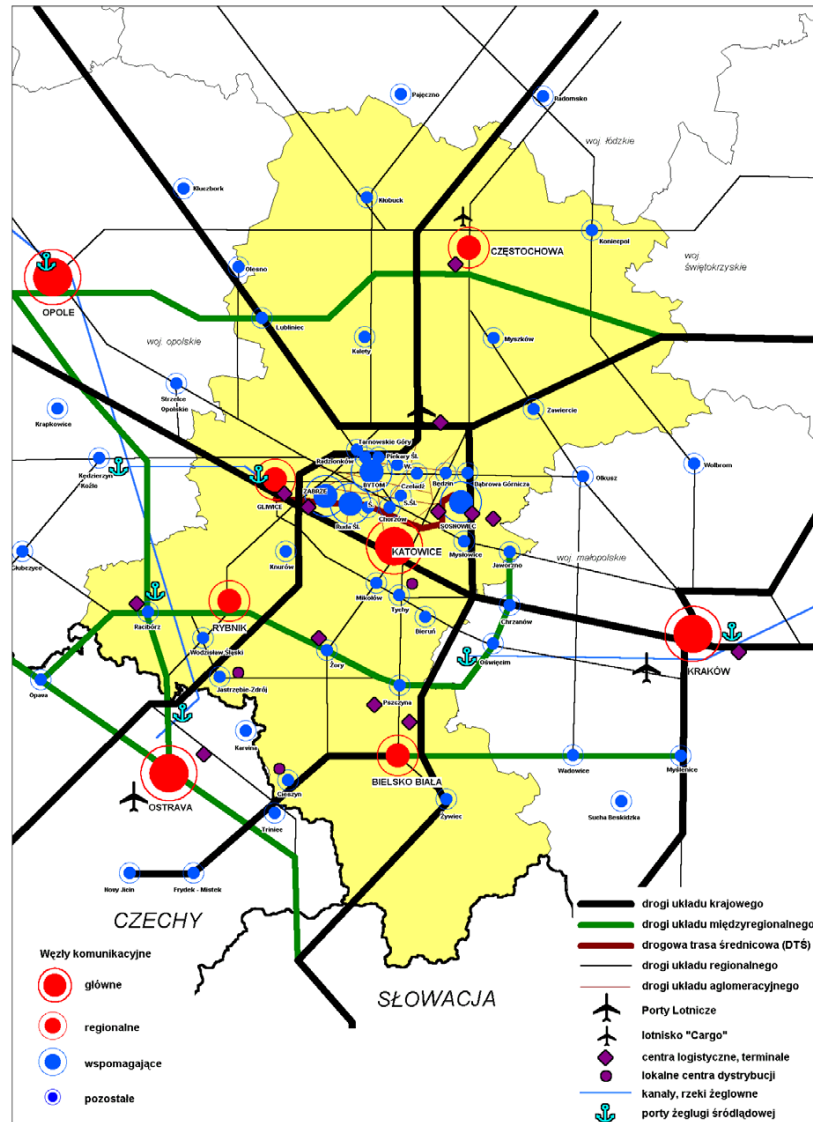 Pajęczno
Radomsko
woj. łódzkie
Kluczbork
Kłobuck
CZĘSTOCHOWA
Koniecpol
woj.
świętokrzyskie
Olesno
OPOLE
Lubliniec
woj. opolskie
Kalety
Myszków
Strzelce
Opolskie
Krapkowice
Zawiercie
Tarnowskie Góry
Radzionków
Piekary Śl.
W.
Wolbrom
Kędzierzyn
Koźle
BYTOM
Czeladź
Będzin
Dąbrowa Górnicza
Olkusz
GLIWICE
ZABRZE
Ruda Śl.
Ś.
S.Śl.
Chorzów
SOSNOWIEC
KATOWICE
Mysłowice
Głubczyce
Knurów
Jaworzno
woj. małopolskie
Mikołów
Tychy
Bieruń
Chrzanów
Racibórz
RYBNIK
Wodzisław Śląski
Żory
Oświęcim
KRAKÓW
Opava
Jastrzębie-Zdrój
Pszczyna
Karvina
BIELSKO BIAŁA
Wadowice
Myślenice
OSTRAVA
Cieszyn
Triniec
Żywiec
Sucha Beskidzka
Novy Jicin
Frydek - Mistek
CZECHY
SŁOWACJA
Węzły komunikacyjne
główne
regionalne
wspomagające
pozostałe
drogi układu krajowego
drogi układu międzyregionalnego
drogowa trasa średnicowa (DTŚ)
drogi układu regionalnego
drogi układu aglomeracyjnego
Porty Lotnicze
lotnisko "Cargo"
centra logistyczne, terminale
lokalne centra dystrybucji
kanały, rzeki żeglowne
porty żeglugi śródlądowej